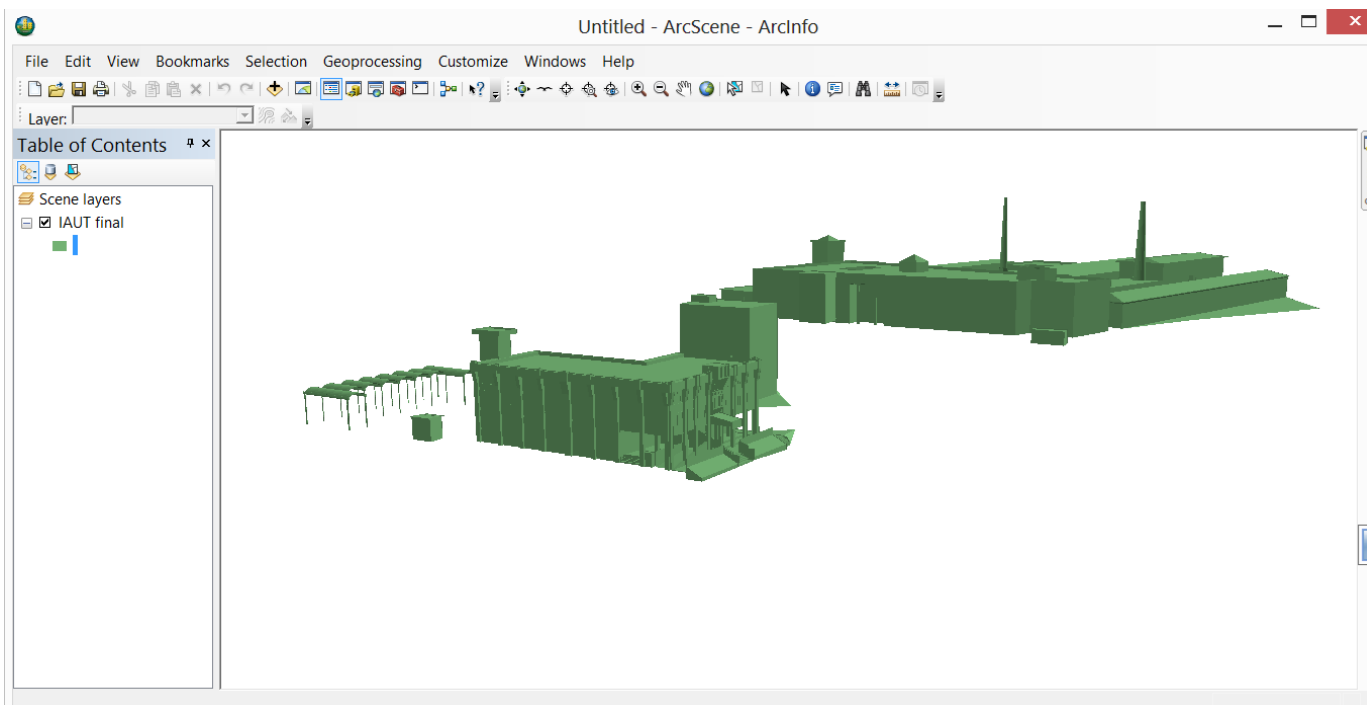 Untitled - ArcScene - ArcInfo
File Edit View Bookmarks Selection Geoprocessing Customize Windows Help
Layer:
Table of Contents
Scene layers
IAUT final